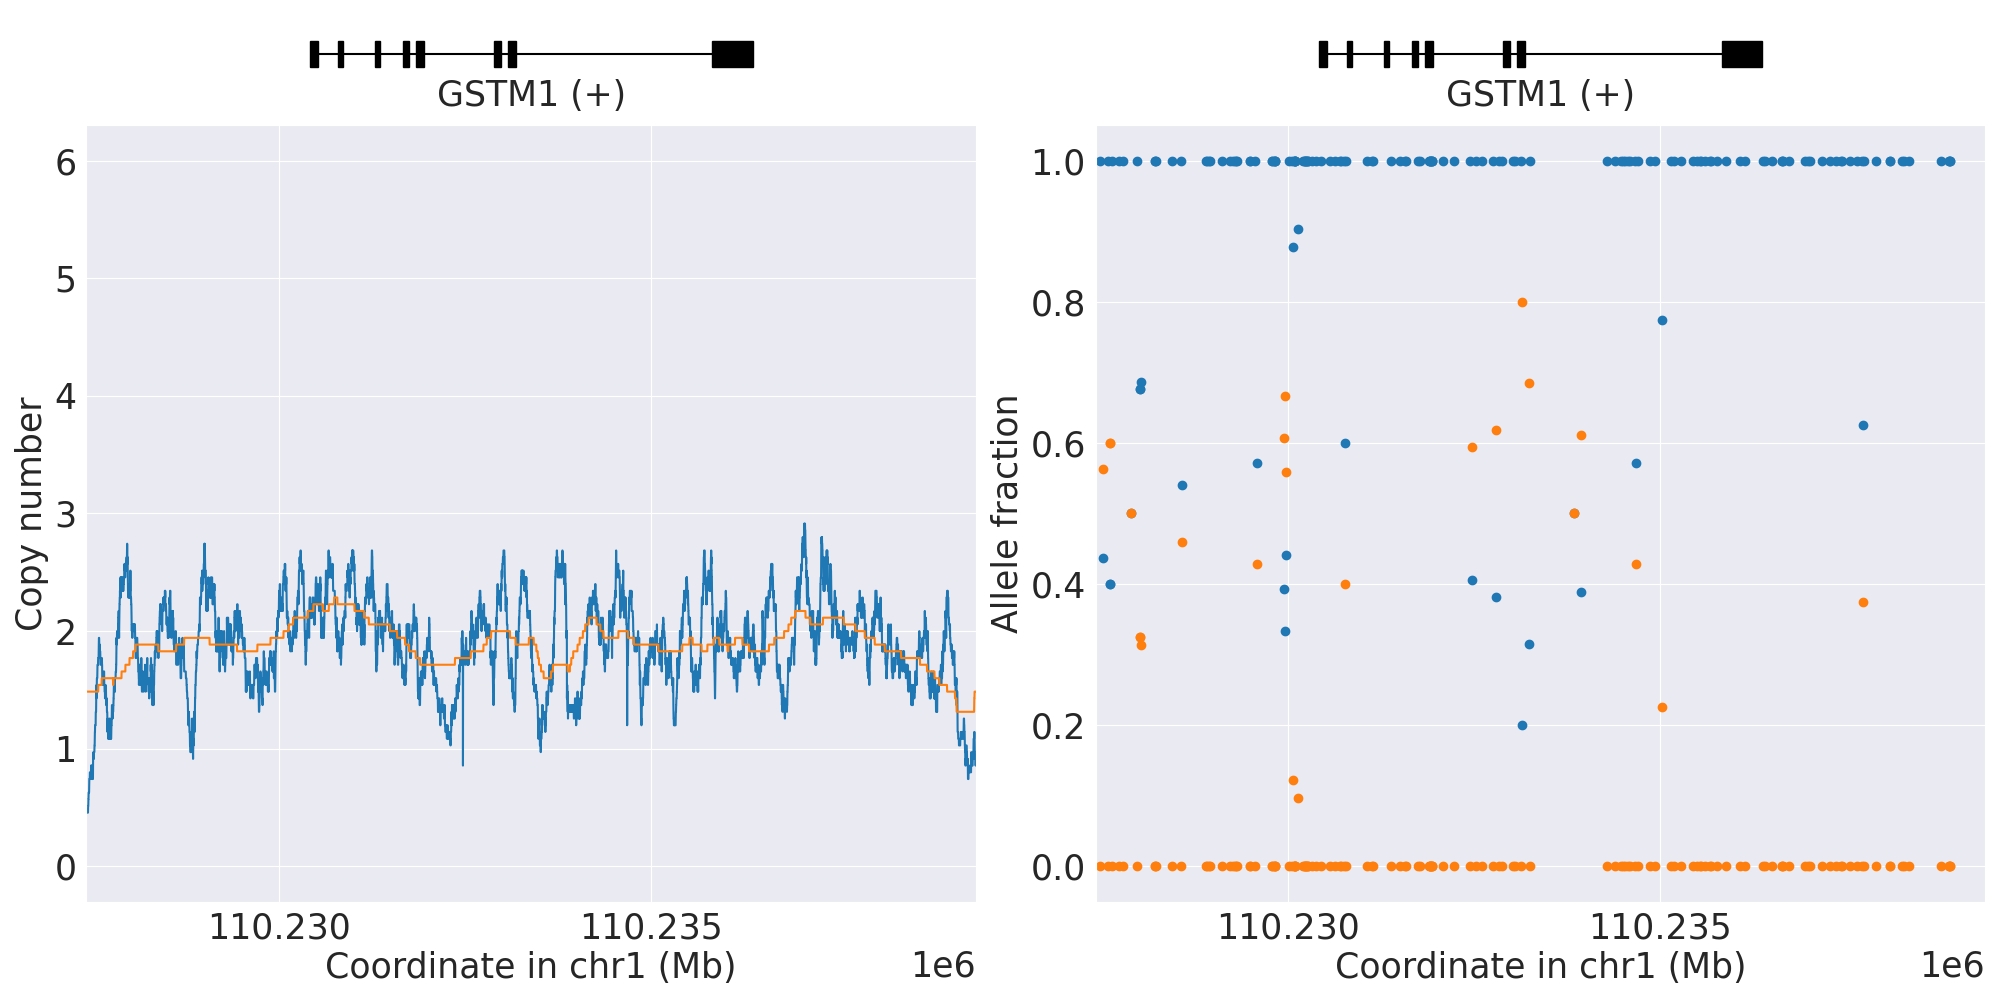 GSTM1 (+)
6
5
4
3
2
1
0
Copy number
110.230
110.235
Coordinate in chr1 (Mb)
1e6
GSTM1 (+)
1.0
0.8
0.6
0.4
0.2
0.0
Allele fraction
110.230
110.235
Coordinate in chr1 (Mb)
1e6